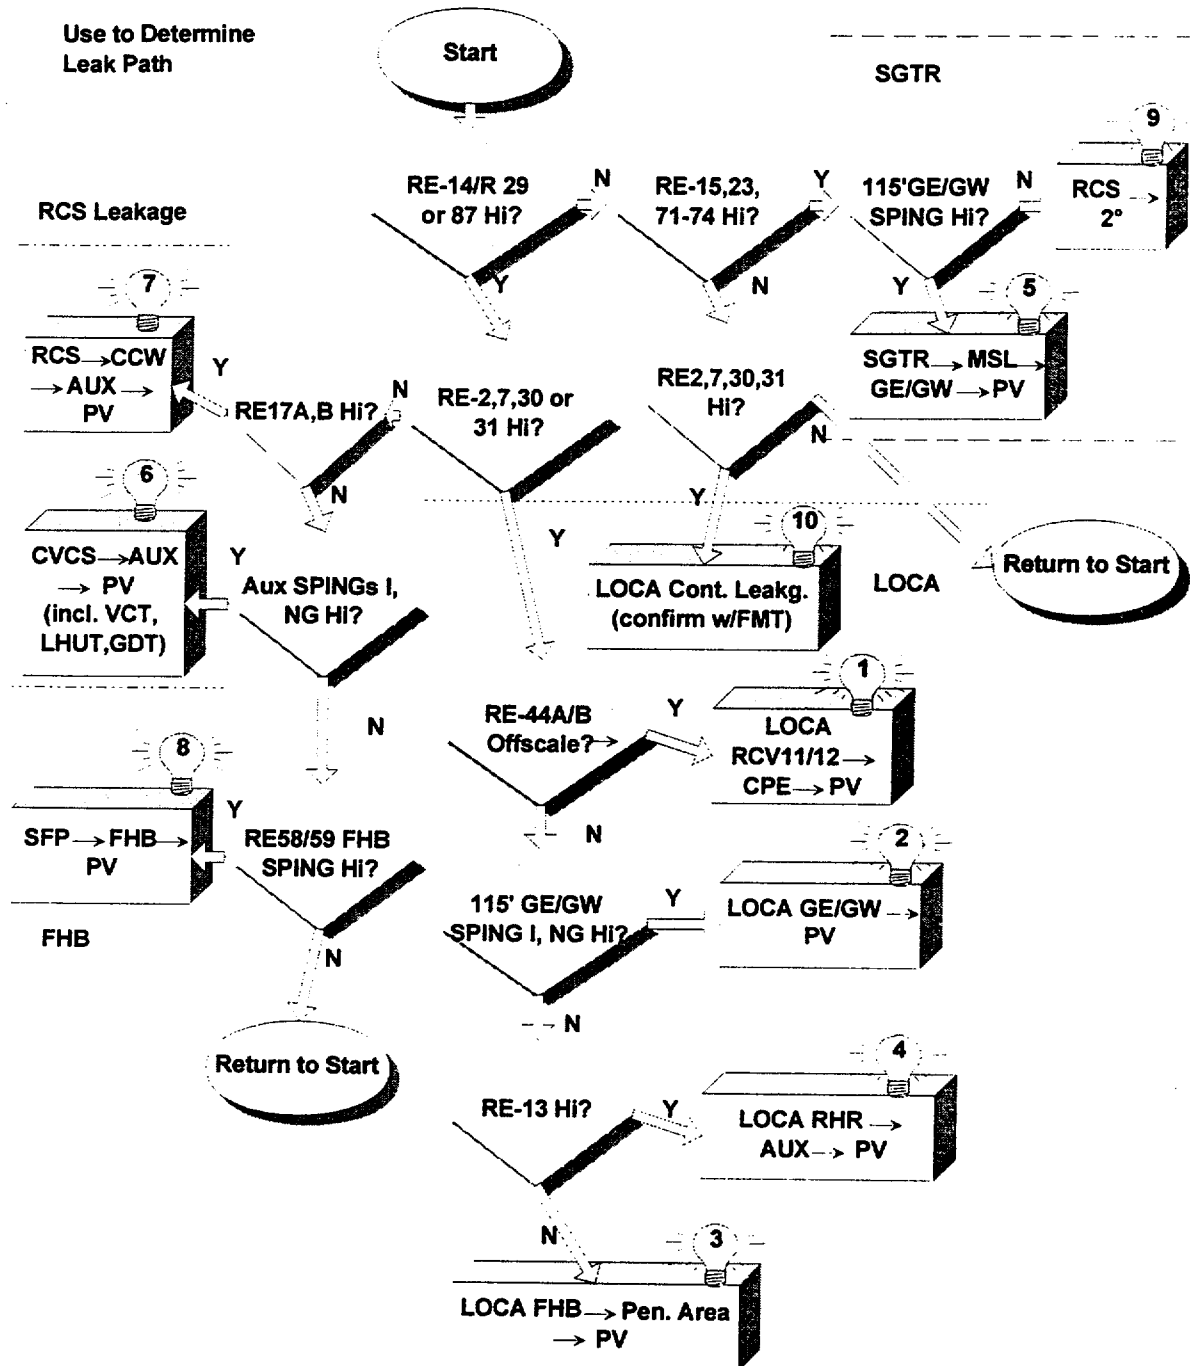 Use to Determine
Leak Path
Start
SGTR
9
RE-14/R 29
or 87 Hi?
N
RE-15,23,
71-74 Hi?
Y
115'GE/GW
SPING Hi?
N
RCS →
2°
RCS Leakage
Y
N
Y
7
5
RCS → CCW
→ AUX →
PV
Y
SGTR → MSL →
GE/GW → PV
RE17A,B Hi?
N
RE-2,7,30 or
31 Hi?
RE2,7,30,31
Hi?
N
N
Y
Y
6
10
CVCS → AUX
→ PV
(incl. VCT,
LHUT,GDT)
Y
Aux SPINGs I,
NG Hi?
LOCA Cont. Leakg.
(confirm w/FMT)
LOCA
Return to Start
N
1
RE-44A/B
Offscale? →
Y
LOCA
RCV11/12 →
CPE → PV
8
SFP → FHB →
PV
Y
RE58/59 FHB
SPING Hi?
N
2
FHB
N
115' GE/GW
SPING I, NG Hi?
Y
LOCA GE/GW →
PV
N
Return to Start
4
RE-13 Hi?
Y
LOCA RHR →
AUX → PV
N
3
LOCA FHB → Pen. Area
→ PV